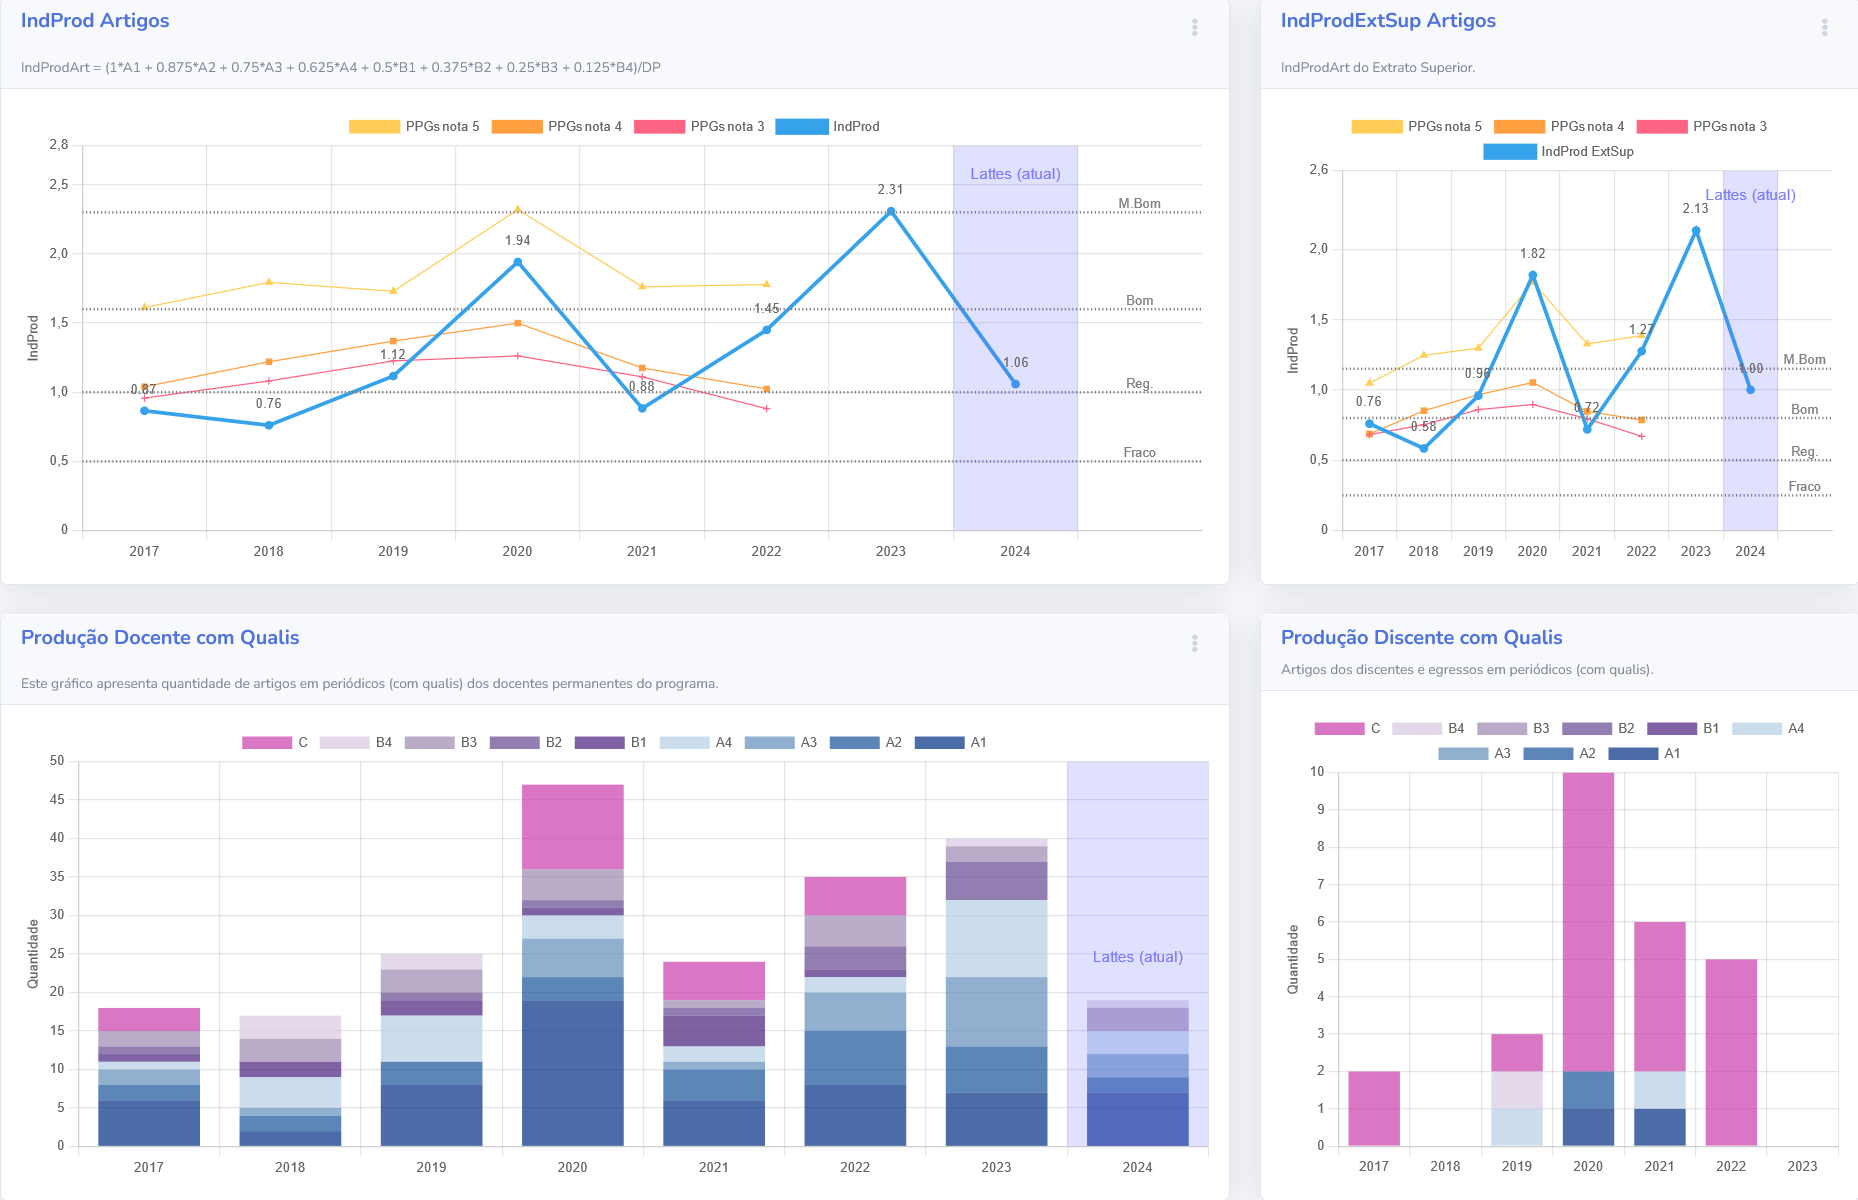 IndProd Artigos
IndProdArt = (1*A1 + 0.875*A2 + 0.75*A3 + 0.625*A4 + 0.5*B1 + 0.375*B2 + 0.25*B3 + 0.125*B4)/DP
PPGs nota 5 PPGs nota 4 PPGs nota 3 IndProd
2,8
2,5
2,0
1,5
1,0
0,5
0
IndProd
Lattes (atual)
M.Bom
Bom
Reg.
Fraco
0.87
0.76
1.12
1.94
0.88
1.45
2.31
1.06
2017 2018 2019 2020 2021 2022 2023 2024
IndProdExtSup Artigos
IndProdArt do Extrato Superior.
PPGs nota 5 PPGs nota 4 PPGs nota 3
IndProd ExtSup
2,6
2,0
1,5
1,0
0,5
0
IndProd
Lattes (atual)
M.Bom
Bom
Reg.
Fraco
0.76
0.58
0.96
1.82
0.72
1.27
2.13
1.00
2017 2018 2019 2020 2021 2022 2023 2024
Produção Docente com Qualis
Este gráfico apresenta quantidade de artigos em periódicos (com qualis) dos docentes permanentes do programa.
C B4 B3 B2 B1 A4 A3 A2 A1
50
45
40
35
30
25
20
15
10
5
0
Quantidade
Lattes (atual)
2017 2018 2019 2020 2021 2022 2023 2024
Produção Discente com Qualis
Artigos dos discentes e egressos em periódicos (com qualis).
C B4 B3 B2 B1 A4
A3 A2 A1
10
9
8
7
6
5
4
3
2
1
0
Quantidade
2017 2018 2019 2020 2021 2022 2023